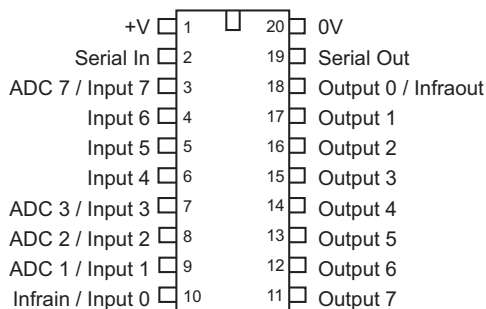 +V 1 20 0V
Serial In 2 19 Serial Out
ADC 7 / Input 7 3 18 Output 0 / Infraout
Input 6 4 17 Output 1
Input 5 5 16 Output 2
Input 4 6 15 Output 3
ADC 3 / Input 3 7 14 Output 4
ADC 2 / Input 2 8 13 Output 5
ADC 1 / Input 1 9 12 Output 6
Infrain / Input 0 10 11 Output 7